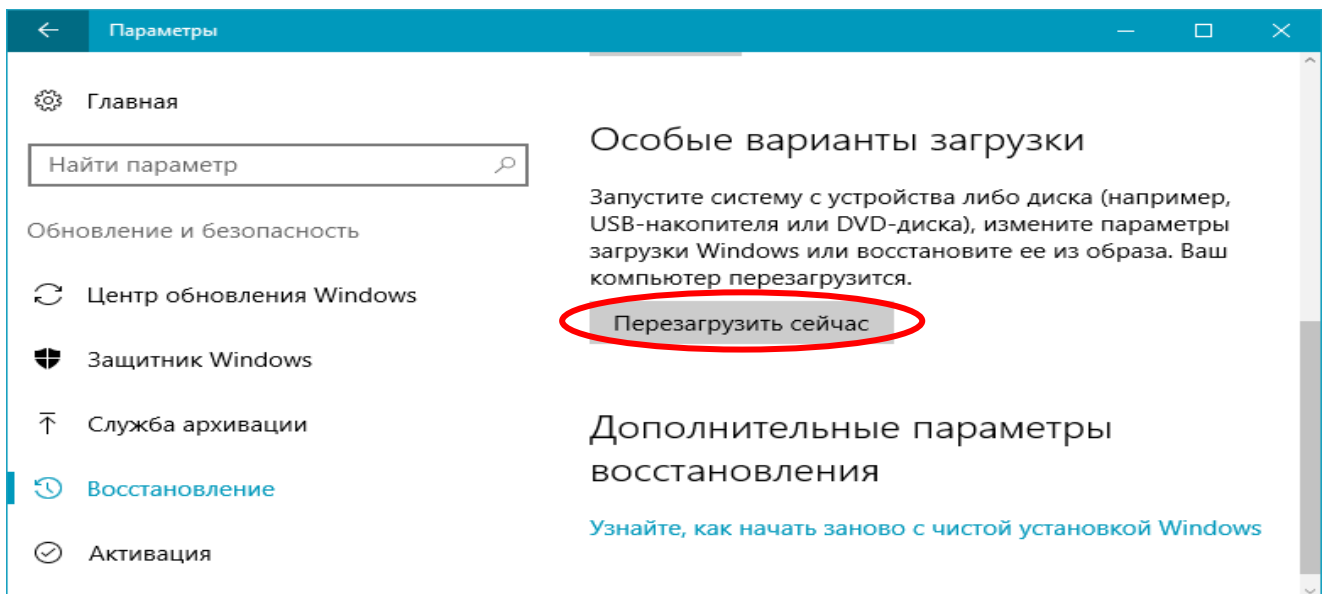 Параметры
Главная
Найти параметр
Обновление и безопасность
Центр обновления Windows
Защитник Windows
Служба архивации
Восстановление
Активация
Особые варианты загрузки
Запустите систему с устройства либо диска (например,
USB-накопителя или DVD-диска), измените параметры
загрузки Windows или восстановите ее из образа. Ваш
компьютер перезагрузится.
Перезагрузить сейчас
Дополнительные параметры
восстановления
Узнайте, как начать заново с чистой установкой Windows